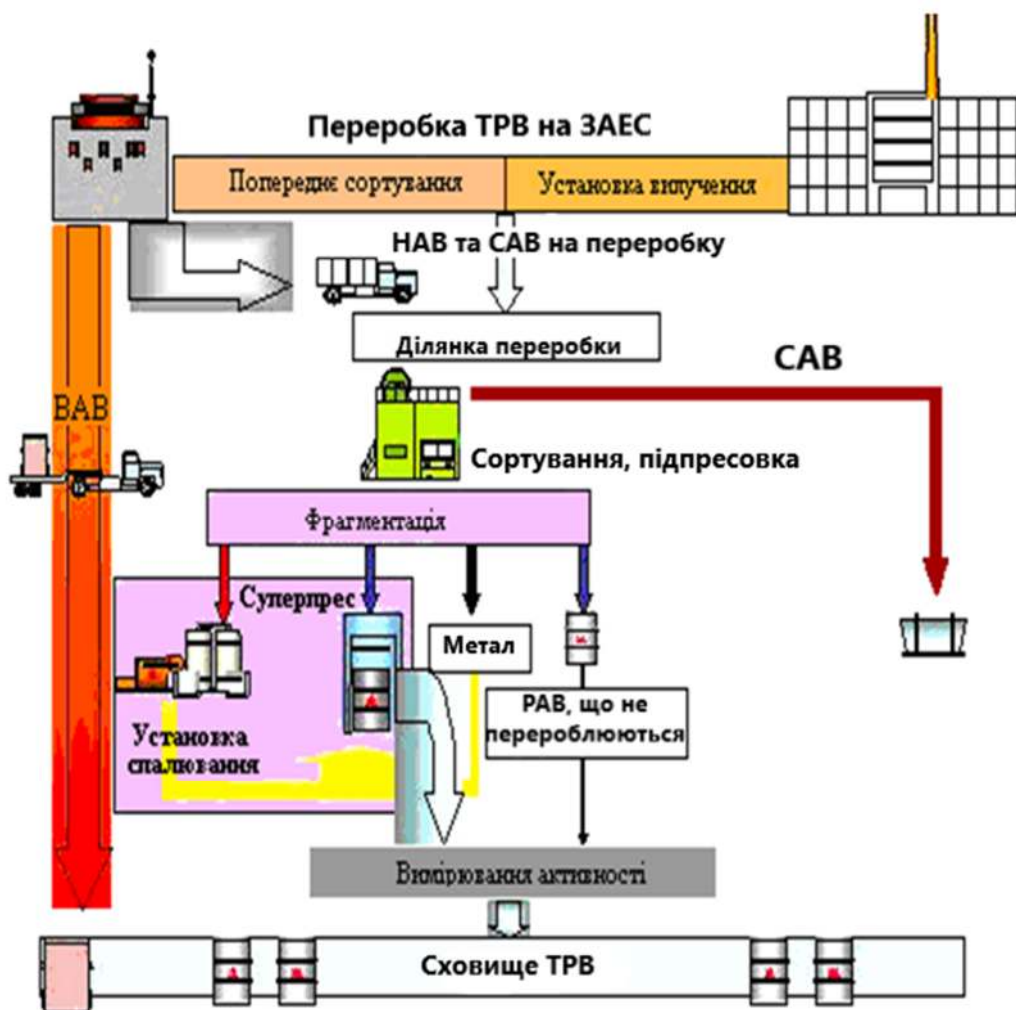 Переробка ТРВ на ЗАЕС
Попереднє сортування
Установка вилучення
НАВ та САВ на переробку
Ділянка переробки
САВ
ВАВ
Сортування, підпресовка
Фрагментація
Суперпрес
Метал
РАВ, що не
перероблюються
Установка
спалювання
Вимірювання активності
Сховище ТРВ